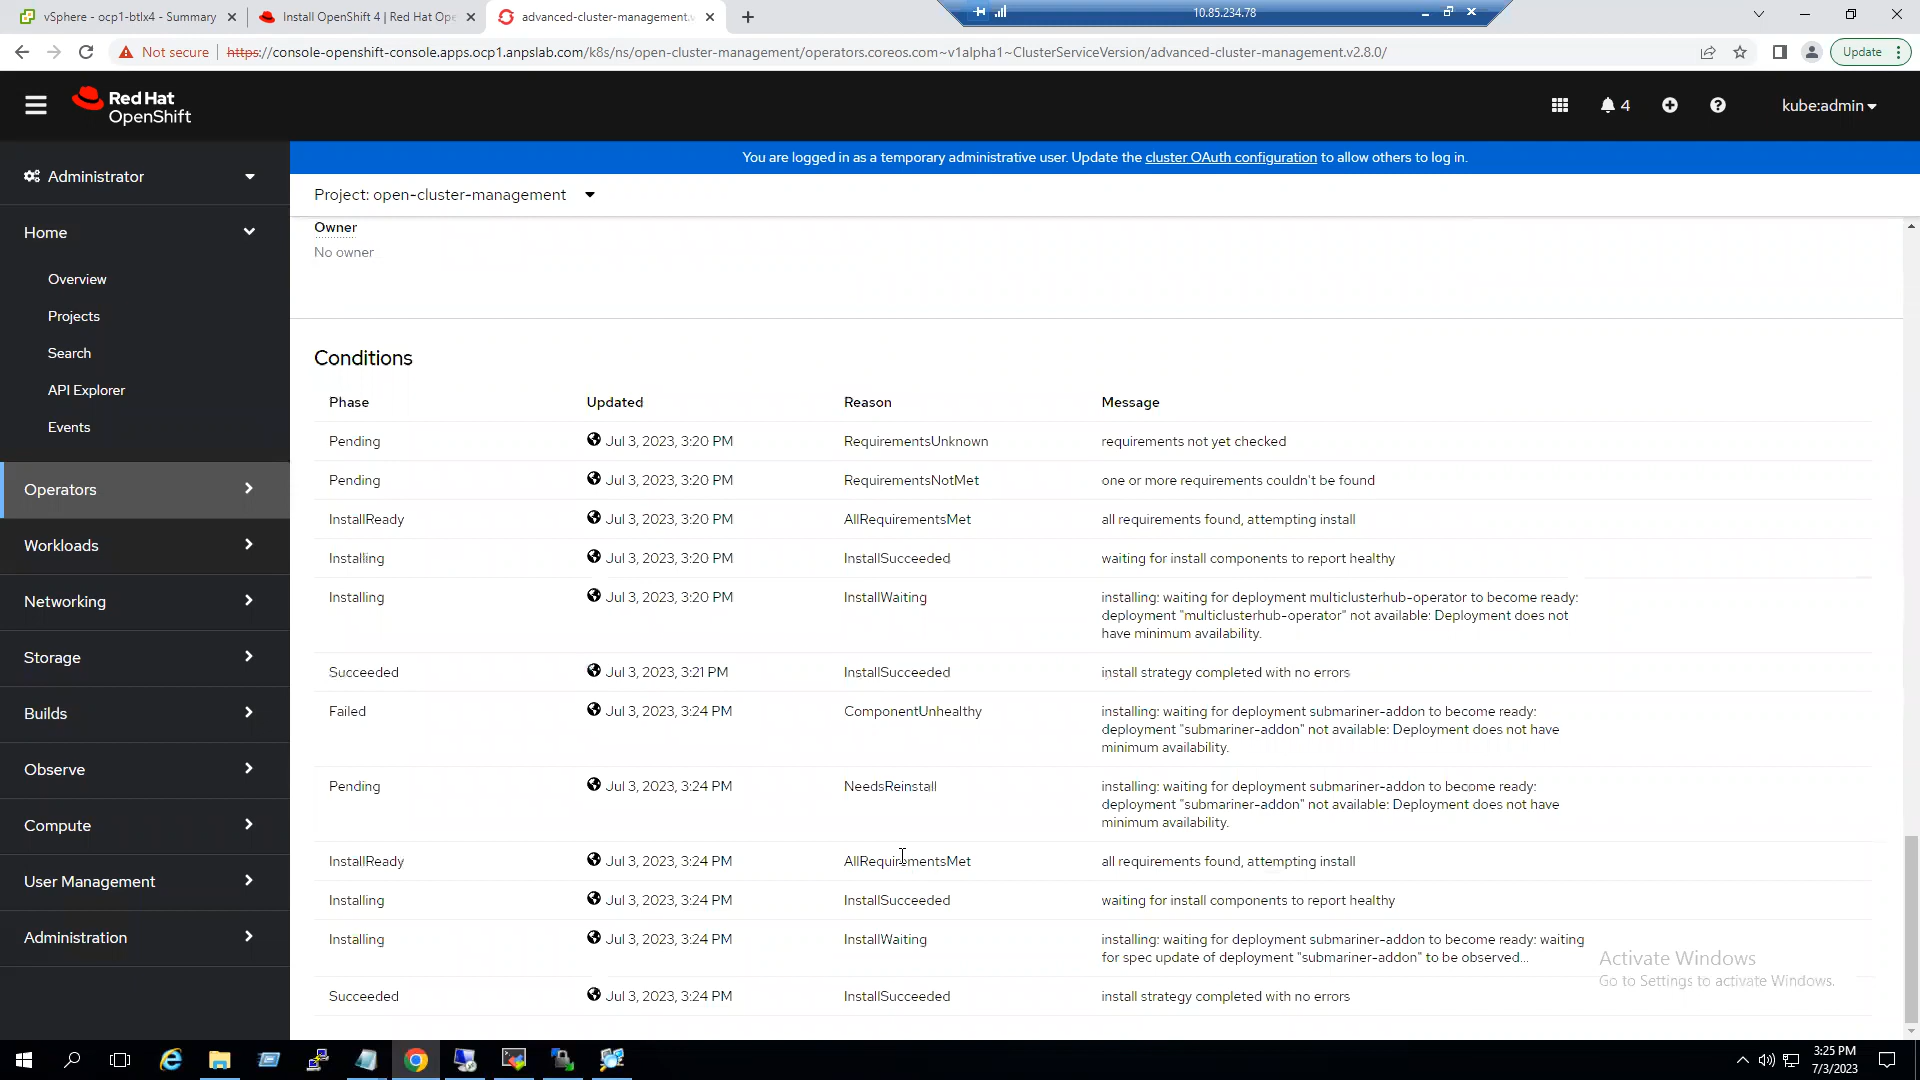 vSphere - ocp1-btlx4 - Summary
Install OpenShift 4 | Red Hat Ope
advanced-cluster-management.v
10.85.234.78
Not secure
https://console-openshift-console.apps.ocp1.anpslab.com/k8s/ns/open-cluster-management/operators.coreos.com~v1alpha1~ClusterServiceVersion/advanced-cluster-management.v2.8.0/
Update
Red Hat
OpenShift
4
kube:admin
Administrator
You are logged in as a temporary administrative user. Update the cluster OAuth configuration to allow others to log in.
Project: open-cluster-management
Home
Overview
Projects
Search
API Explorer
Events
Operators
Workloads
Networking
Storage
Builds
Observe
Compute
User Management
Administration
Owner
No owner
Conditions
Phase Updated Reason Message
Pending Jul 3, 2023, 3:20 PM RequirementsUnknown requirements not yet checked
Pending Jul 3, 2023, 3:20 PM RequirementsNotMet one or more requirements couldn't be found
InstallReady Jul 3, 2023, 3:20 PM AllRequirementsMet all requirements found, attempting install
Installing Jul 3, 2023, 3:20 PM InstallSucceeded waiting for install components to report healthy
Installing Jul 3, 2023, 3:20 PM InstallWaiting installing: waiting for deployment multiclusterhub-operator to become ready:
deployment "multiclusterhub-operator" not available: Deployment does not
have minimum availability.
Succeeded Jul 3, 2023, 3:21 PM InstallSucceeded install strategy completed with no errors
Failed Jul 3, 2023, 3:24 PM ComponentUnhealthy installing: waiting for deployment submariner-addon to become ready:
deployment "submariner-addon" not available: Deployment does not have
minimum availability.
Pending Jul 3, 2023, 3:24 PM NeedsReinstall installing: waiting for deployment submariner-addon to become ready:
deployment "submariner-addon" not available: Deployment does not have
minimum availability.
InstallReady Jul 3, 2023, 3:24 PM AllRequirementsMet all requirements found, attempting install
Installing Jul 3, 2023, 3:24 PM InstallSucceeded waiting for install components to report healthy
Installing Jul 3, 2023, 3:24 PM InstallWaiting installing: waiting for deployment submariner-addon to become ready: waiting
for spec update of deployment "submariner-addon" to be observed...
Succeeded Jul 3, 2023, 3:24 PM InstallSucceeded install strategy completed with no errors
Activate Windows
Go to Settings to activate Windows.
3:25 PM
7/3/2023